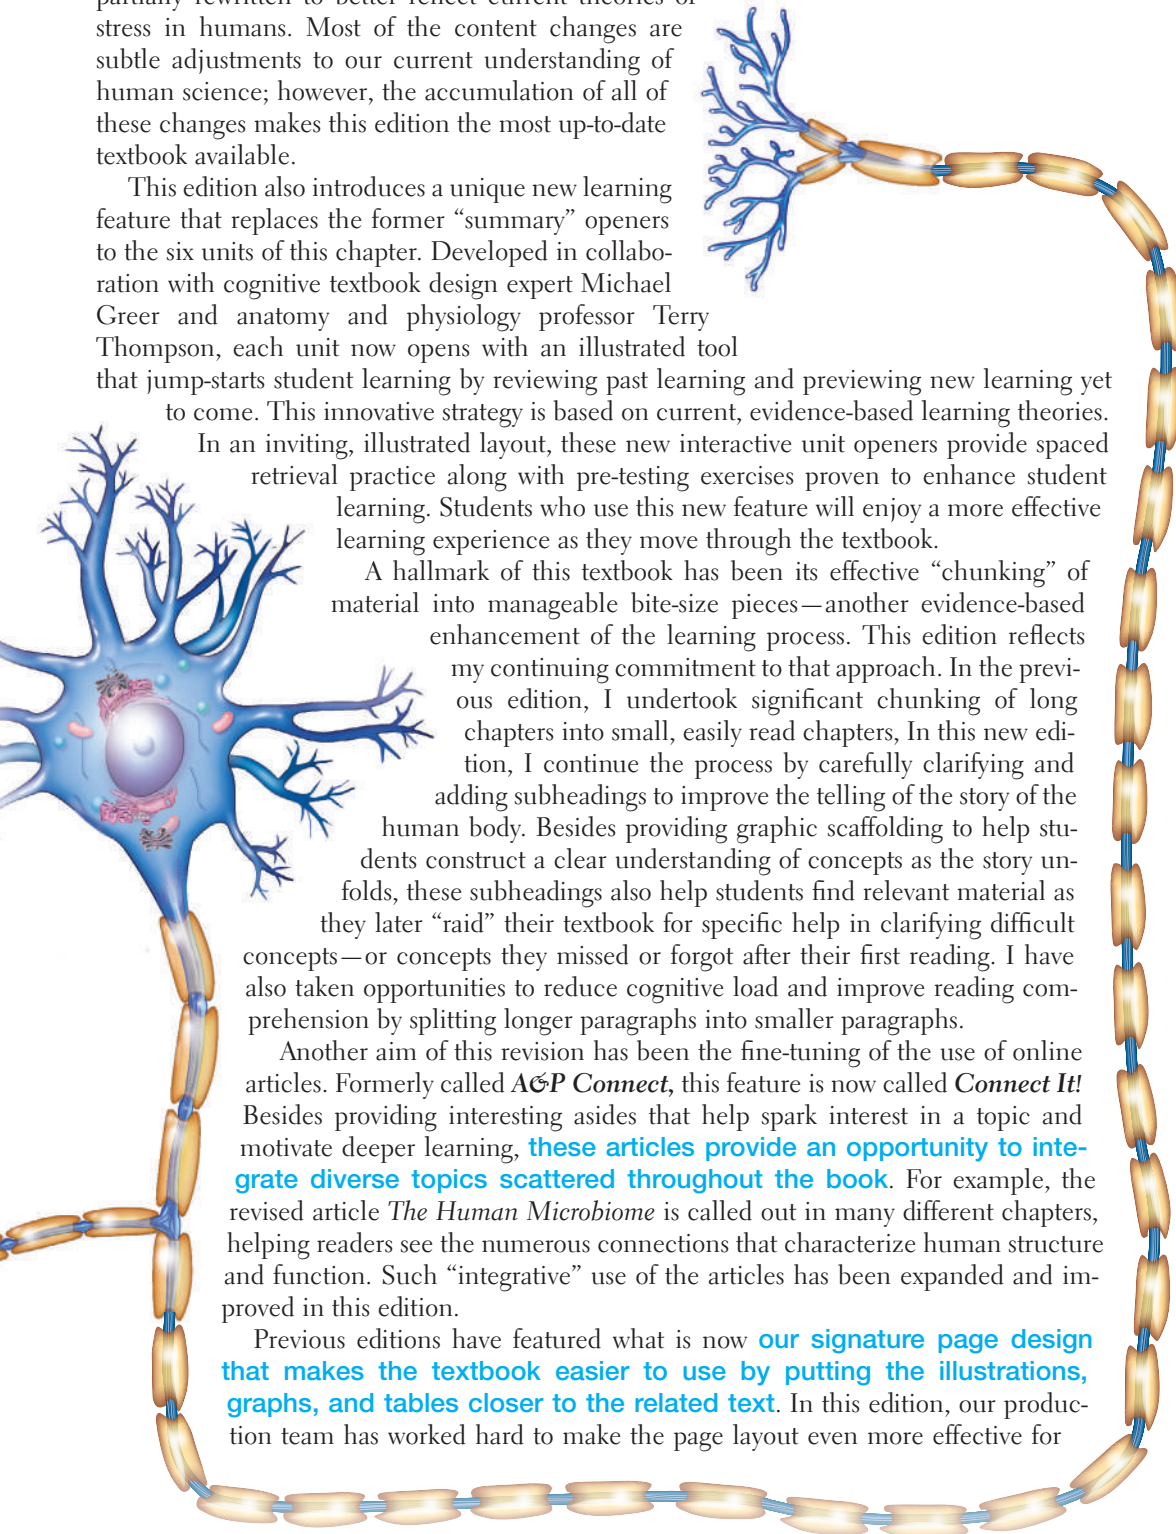 partially rewritten to better reflect current theories of
stress in humans. Most of the content changes are
subtle adjustments to our current understanding of
human science; however, the accumulation of all of
these changes makes this edition the most up-to-date
textbook available.
This edition also introduces a unique new learning
feature that replaces the former “summary” openers
to the six units of this chapter. Developed in collabo-
ration with cognitive textbook design expert Michael
Greer and anatomy and physiology professor Terry
Thompson, each unit now opens with an illustrated tool
that jump-starts student learning by reviewing past learning and previewing new learning yet
to come. This innovative strategy is based on current, evidence-based learning theories.
In an inviting, illustrated layout, these new interactive unit openers provide spaced
retrieval practice along with pre-testing exercises proven to enhance student
learning. Students who use this new feature will enjoy a more effective
learning experience as they move through the textbook.
A hallmark of this textbook has been its effective “chunking” of
material into manageable bite-size pieces—another evidence-based
enhancement of the learning process. This edition reflects
my continuing commitment to that approach. In the previ-
ous edition, I undertook significant chunking of long
chapters into small, easily read chapters, In this new edi-
tion, I continue the process by carefully clarifying and
adding subheadings to improve the telling of the story of the
human body. Besides providing graphic scaffolding to help stu-
dents construct a clear understanding of concepts as the story un-
folds, these subheadings also help students find relevant material as
they later “raid” their textbook for specific help in clarifying difficult
concepts—or concepts they missed or forgot after their first reading. I have
also taken opportunities to reduce cognitive load and improve reading com-
prehension by splitting longer paragraphs into smaller paragraphs.
Another aim of this revision has been the fine-tuning of the use of online
articles. Formerly called A&P Connect, this feature is now called Connect It!
Besides providing interesting asides that help spark interest in a topic and
motivate deeper learning, these articles provide an opportunity to inte-
grate diverse topics scattered throughout the book. For example, the
revised article The Human Microbiome is called out in many different chapters,
helping readers see the numerous connections that characterize human structure
and function. Such “integrative” use of the articles has been expanded and im-
proved in this edition.
Previous editions have featured what is now our signature page design
that makes the textbook easier to use by putting the illustrations,
graphs, and tables closer to the related text. In this edition, our produc-
tion team has worked hard to make the page layout even more effective for